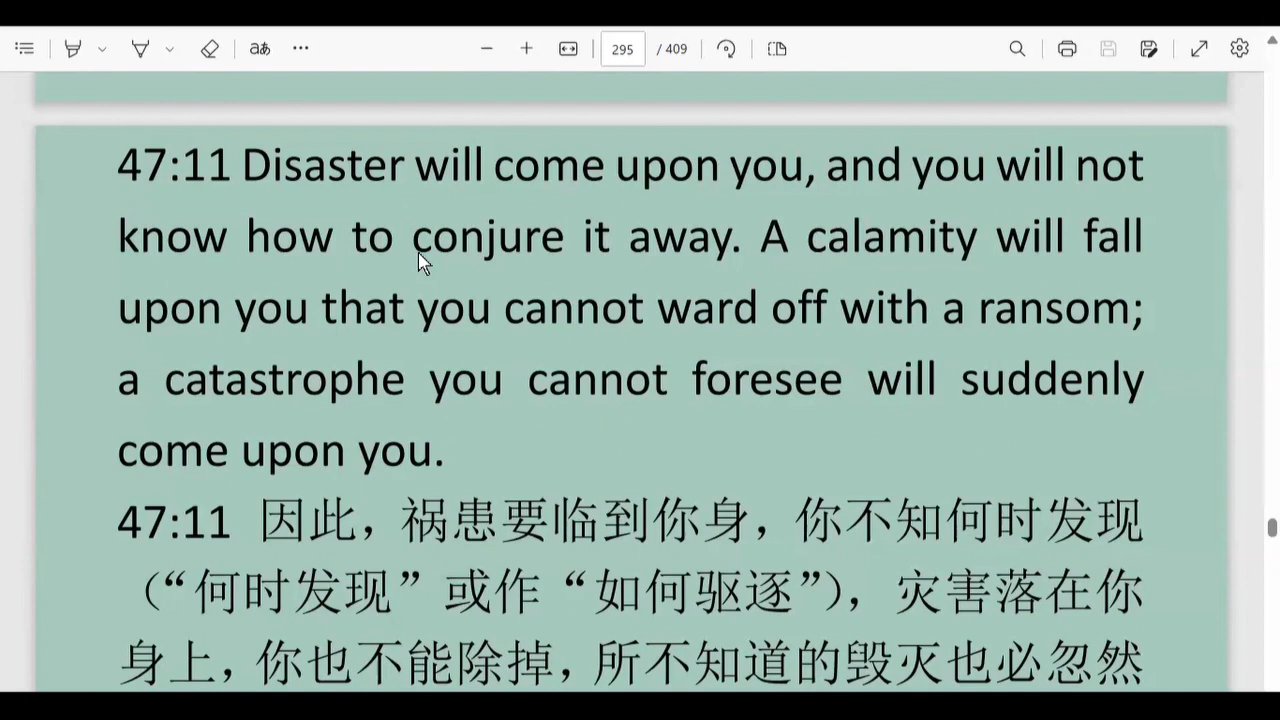 aあ
295 / 409
47:11 Disaster will come upon you, and you will not
know how to conjure it away. A calamity will fall
upon you that you cannot ward off with a ransom;
a catastrophe you cannot foresee will suddenly
come upon you.
47:11 因此，祸患要临到你身，你不知何时发现
（“何时发现”或作“如何驱逐”），灾害落在你
身上，你也不能除掉，所不知道的毁灭也必忽然